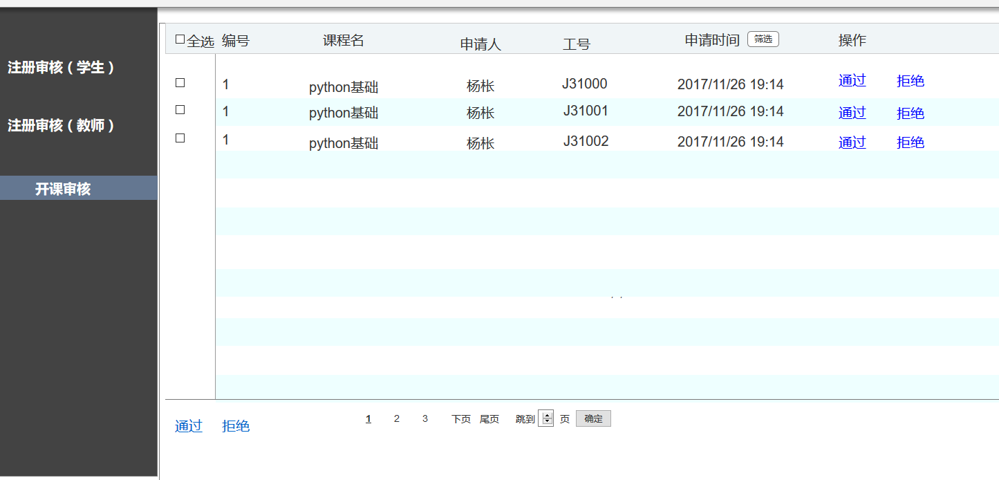 注册审核（学生）
注册审核（教师）
开课审核
全选 编号 课程名 申请人 工号 申请时间 筛选 操作
1 python基础 杨枨 J31000 2017/11/26 19:14 通过 拒绝
1 python基础 杨枨 J31001 2017/11/26 19:14 通过 拒绝
1 python基础 杨枨 J31002 2017/11/26 19:14 通过 拒绝
通过 拒绝 1 2 3 下页 尾页 跳到 页 确定